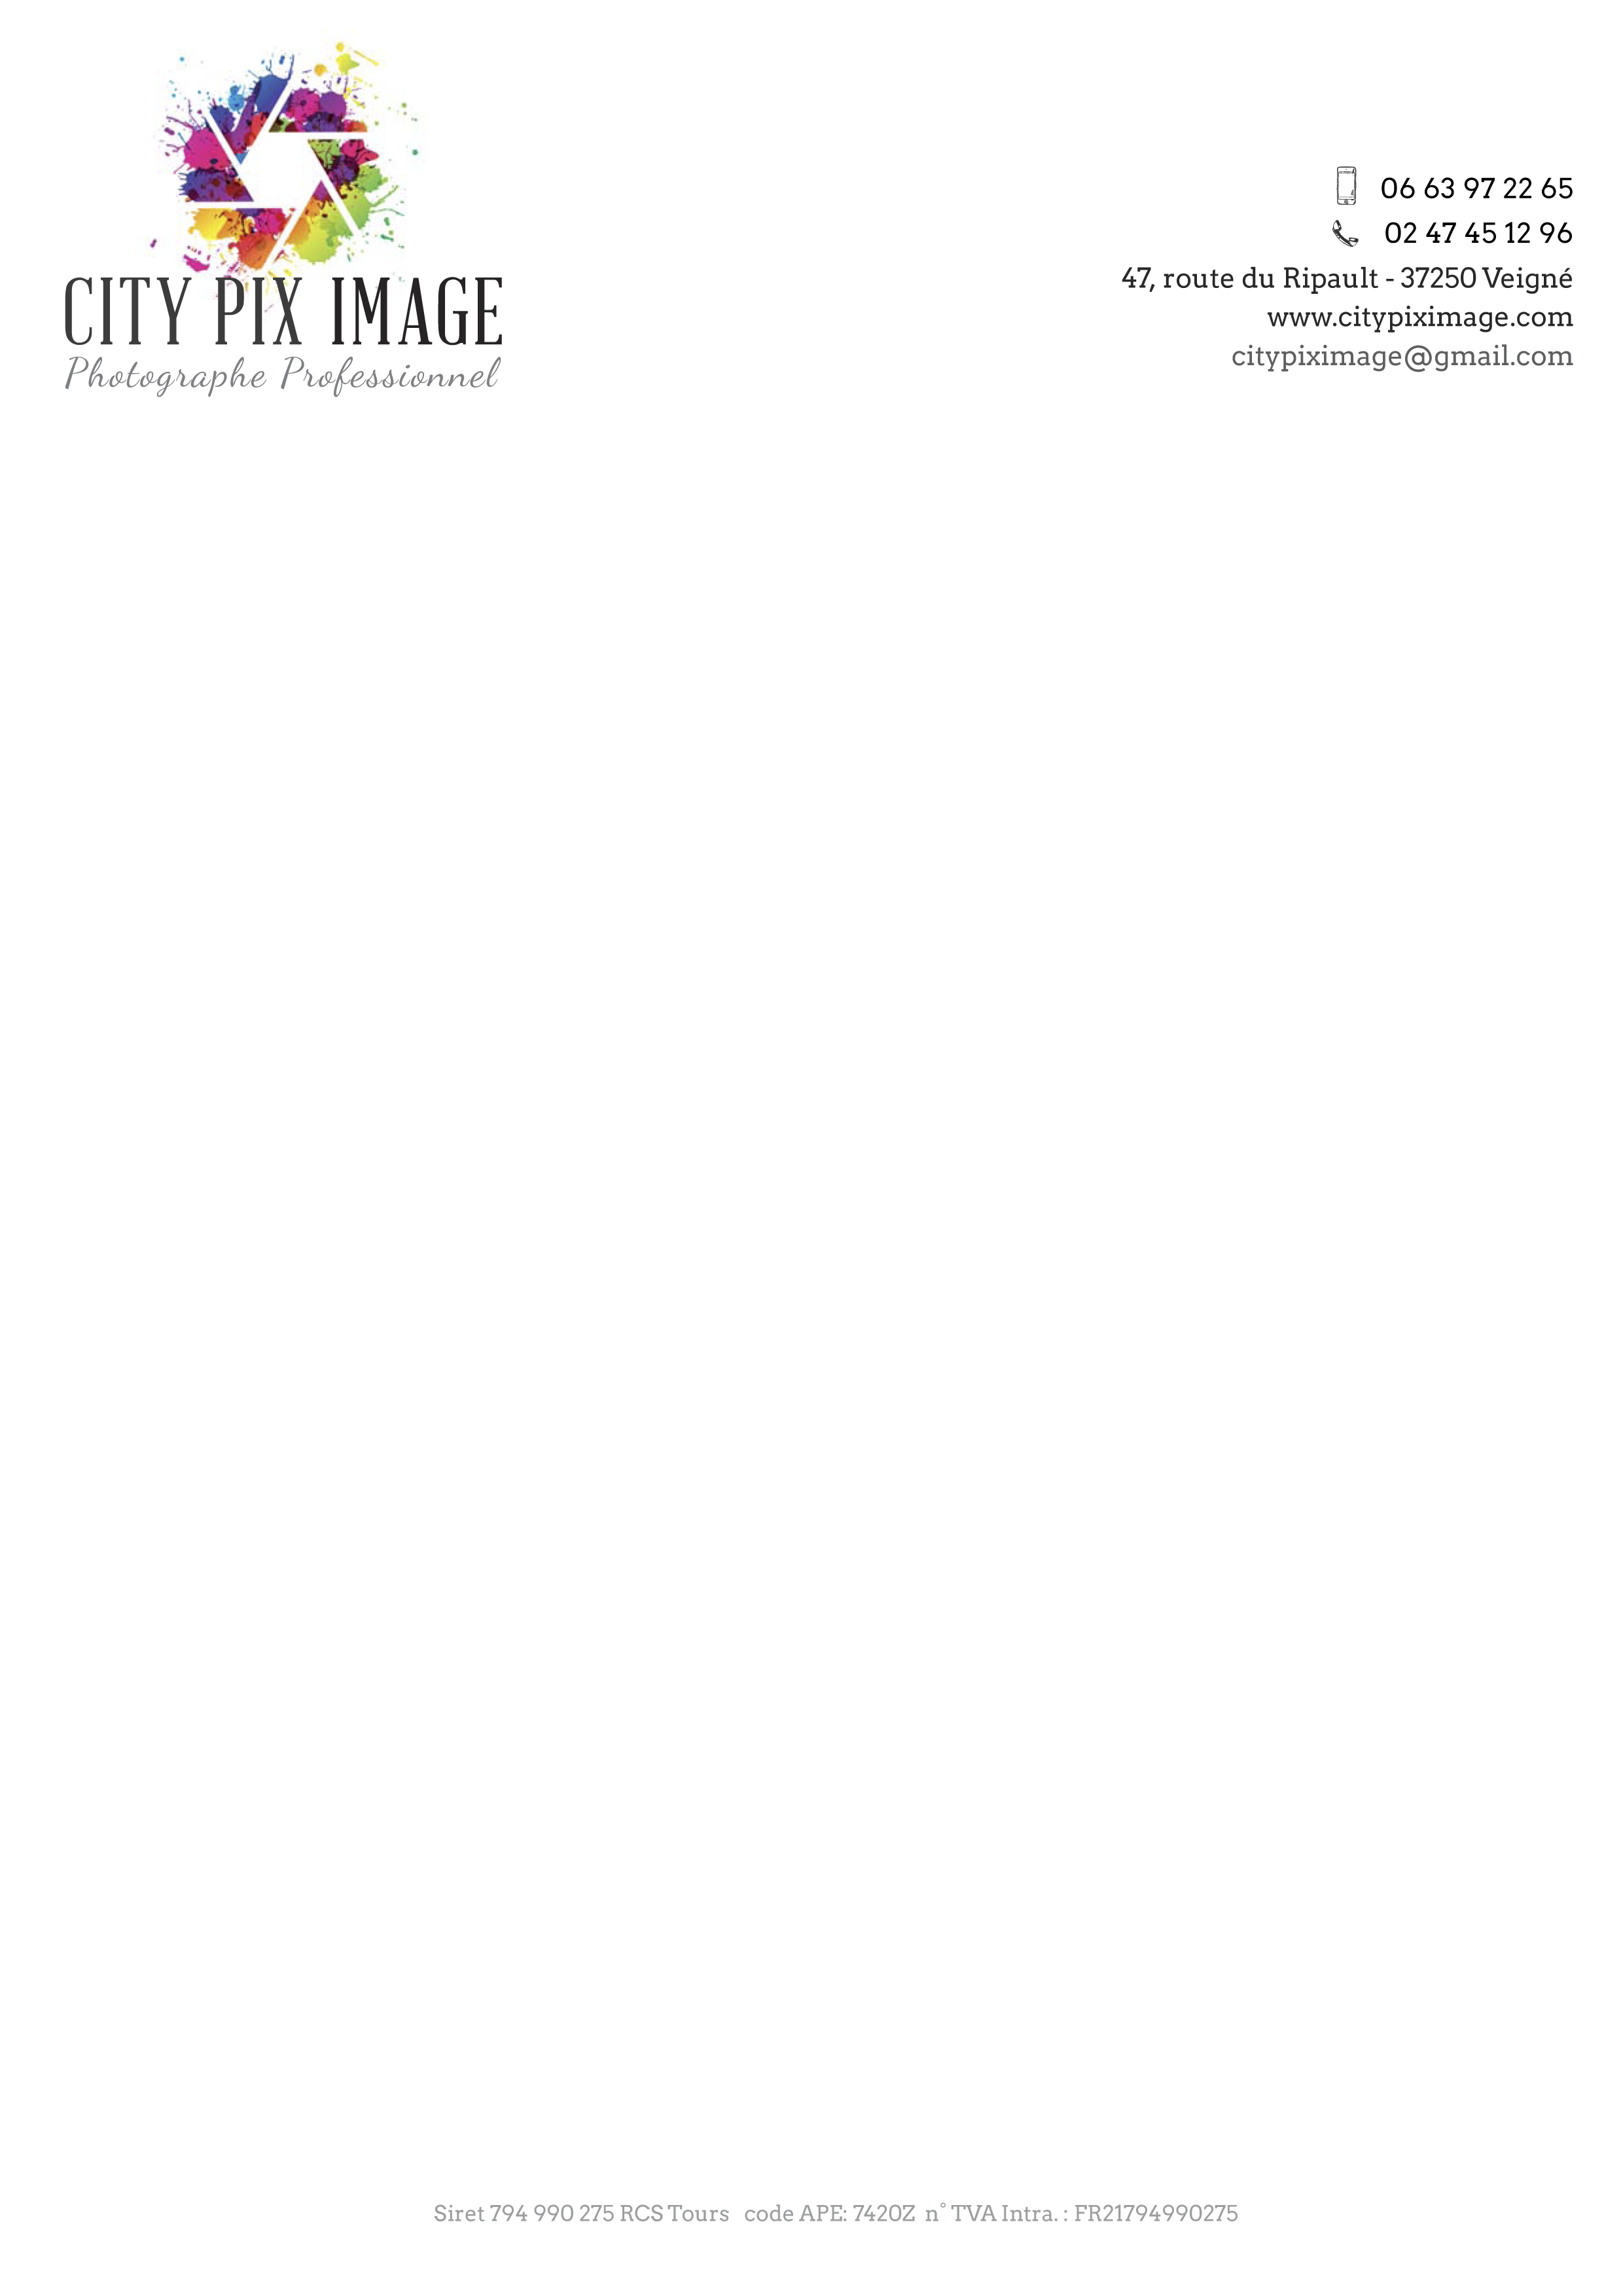 CITY PIX IMAGE
Photographe Professionnel
06 63 97 22 65
02 47 45 12 96
47, route du Ripault - 37250 Veigné
www.citypiximage.com
citypiximage@gmail.com
Siret 794 990 275 RCS Tours code APE: 7420Z n° TVA Intra. : FR21794990275